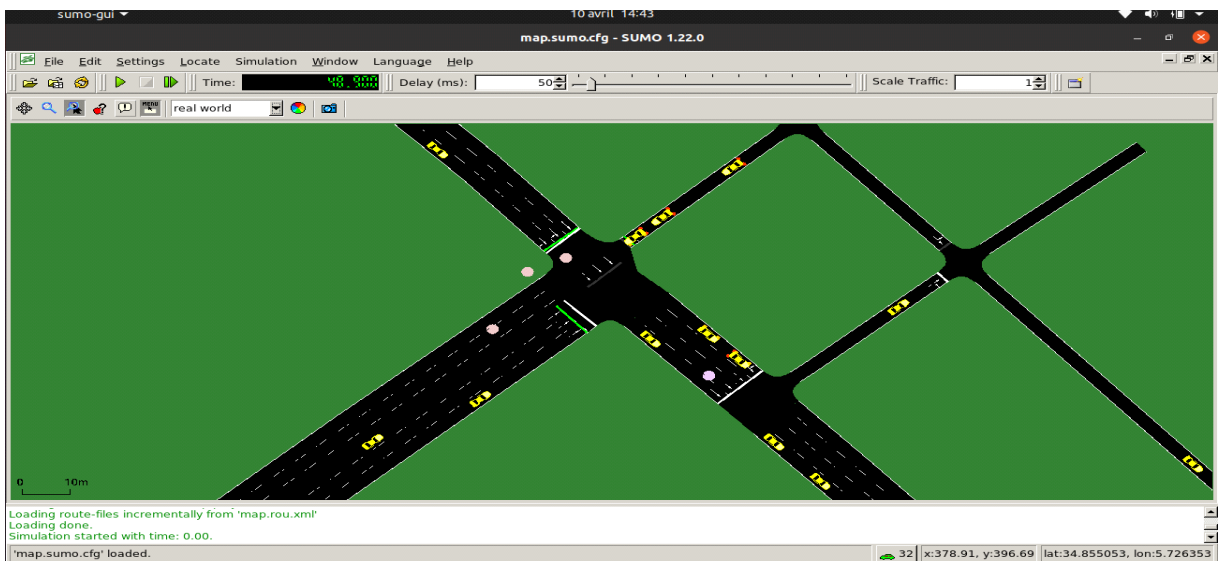 sumo-gui
10 avril 14:43
map.sumo.cfg - SUMO 1.22.0
File Edit Settings Locate Simulation Window Language Help
Time: 48.900 Delay (ms): 50 Scale Traffic: 1
MENU real world
0 10m
Loading route-files incrementally from 'map.rou.xml'
Loading done.
Simulation started with time: 0.00.
'map.sumo.cfg' loaded. 32 x:378.91, y:396.69 lat:34.855053, lon:5.726353